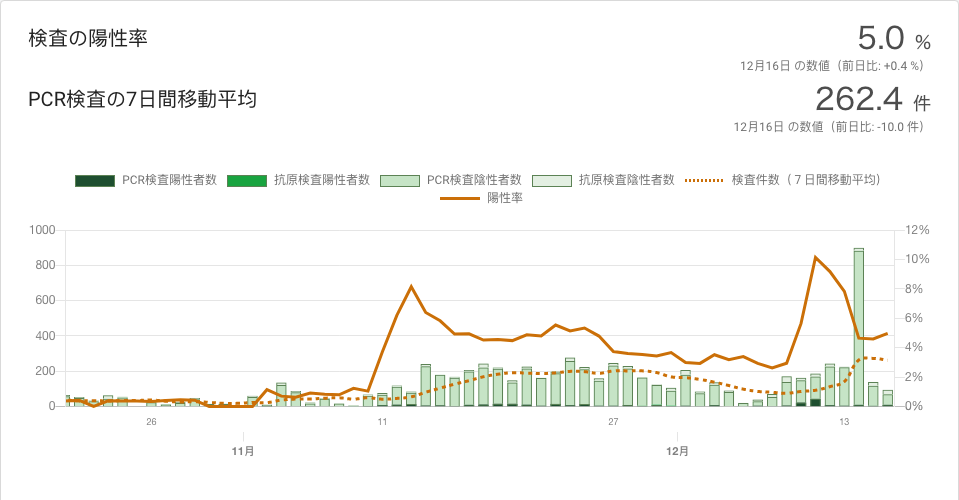 検査の陽性率
5.0 %
12月16日 の数値（前日比: +0.4 %）
PCR検査の7日間移動平均
262.4 件
12月16日 の数値（前日比: -10.0 件）
PCR検査陽性者数 抗原検査陽性者数 PCR検査陰性者数 抗原検査陰性者数 検査件数（７日間移動平均）
陽性率
1000 12%
10%
800
8%
600
6%
400
4%
200
2%
0 0%
26 11 27 13
11月 12月